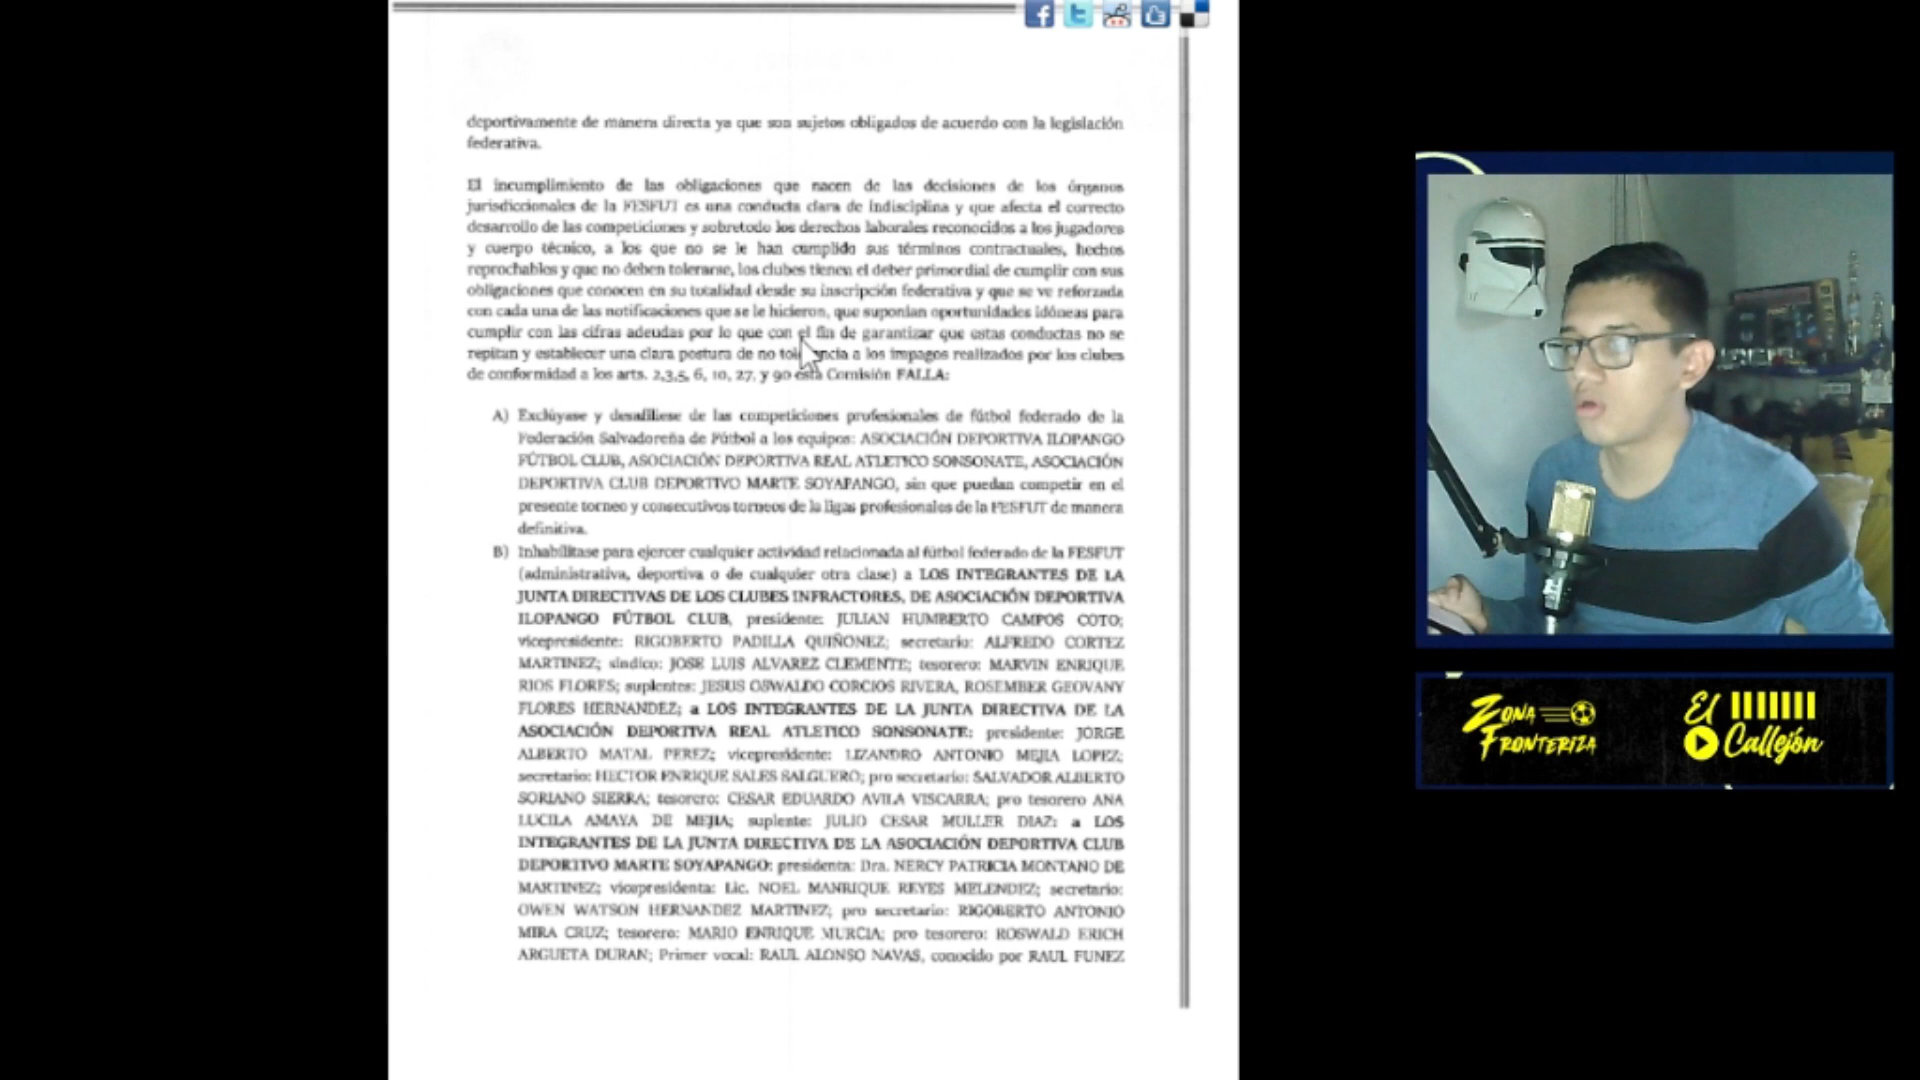 deportivamente de manera directa ya que son sujetos obligados de acuerdo con la legislación
federativa.
El incumplimiento de las obligaciones que nacen de las decisiones de los órganos
jurisdiccionales de la FESFUT es una conducta clara de indisciplina y que afecta el correcto
desarrollo de las competiciones y sobretodo los derechos laborales reconocidos a los jugadores
y cuerpo técnico, a los que no se le han cumplido sus términos contractuales, hechos
reprochables y que no deben tolerarse, los clubes tienen el deber primordial de cumplir con sus
obligaciones que conocen en su totalidad desde su inscripción federativa y que se ve reforzada
con cada una de las notificaciones que se le hicieron, que suponían oportunidades idóneas para
cumplir con las cifras adeudas por lo que con el fin de garantizar que estas conductas no se
repitan y establecer una clara postura de no tolerancia a los impagos realizados por los clubes
de conformidad a los arts. 2,3,5, 6, 10, 27, y 90 esta Comisión FALLA:
A) Exclúyase y desafíliese de las competiciones profesionales de fútbol federado de la
Federación Salvadoreña de Fútbol a los equipos: ASOCIACIÓN DEPORTIVA ILOPANGO
FÚTBOL CLUB, ASOCIACIÓN DEPORTIVA REAL ATLETICO SONSONATE, ASOCIACIÓN
DEPORTIVA CLUB DEPORTIVO MARTE SOYAPANGO, sin que puedan competir en el
presente torneo y consecutivos torneos de la ligas profesionales de la FESFUT de manera
definitiva.
B) Inhabilítase para ejercer cualquier actividad relacionada al fútbol federado de la FESFUT
(administrativa, deportiva o de cualquier otra clase) a LOS INTEGRANTES DE LA
JUNTA DIRECTIVAS DE LOS CLUBES INFRACTORES, DE ASOCIACIÓN DEPORTIVA
ILOPANGO FÚTBOL CLUB, presidente: JULIAN HUMBERTO CAMPOS COTO;
vicepresidente: RIGOBERTO PADILLA QUIÑONEZ; secretario: ALFREDO CORTEZ
MARTINEZ; síndico: JOSE LUIS ALVAREZ CLEMENTE; tesorero: MARVIN ENRIQUE
RIOS FLORES; suplentes: JESUS OSWALDO CORCIOS RIVERA, ROSEMBER GEOVANY
FLORES HERNANDEZ; a LOS INTEGRANTES DE LA JUNTA DIRECTIVA DE LA
ASOCIACIÓN DEPORTIVA REAL ATLETICO SONSONATE: presidente: JORGE
ALBERTO MATAL PEREZ; vicepresidente: LIZANDRO ANTONIO MEJIA LOPEZ;
secretario: HECTOR ENRIQUE SALES SALGUERO; pro secretario: SALVADOR ALBERTO
SORIANO SIERRA; tesorero: CESAR EDUARDO AVILA VISCARRA; pro tesorero ANA
LUCILA AMAYA DE MEJIA; suplente: JULIO CESAR MULLER DIAZ: a LOS
INTEGRANTES DE LA JUNTA DIRECTIVA DE LA ASOCIACIÓN DEPORTIVA CLUB
DEPORTIVO MARTE SOYAPANGO: presidenta: Dra. NERCY PATRICIA MONTANO DE
MARTINEZ; vicepresidenta: Lic. NOEL MANRIQUE REYES MELENDEZ; secretario:
OWEN WATSON HERNANDEZ MARTINEZ; pro secretario: RIGOBERTO ANTONIO
MIRA CRUZ; tesorero: MARIO ENRIQUE MURCIA; pro tesorero: ROSWALD ERICH
ARGUETA DURAN; Primer vocal: RAUL ALONSO NAVAS, conocido por RAUL FUNEZ
ZONA
FRONTERIZA
El
Callejón